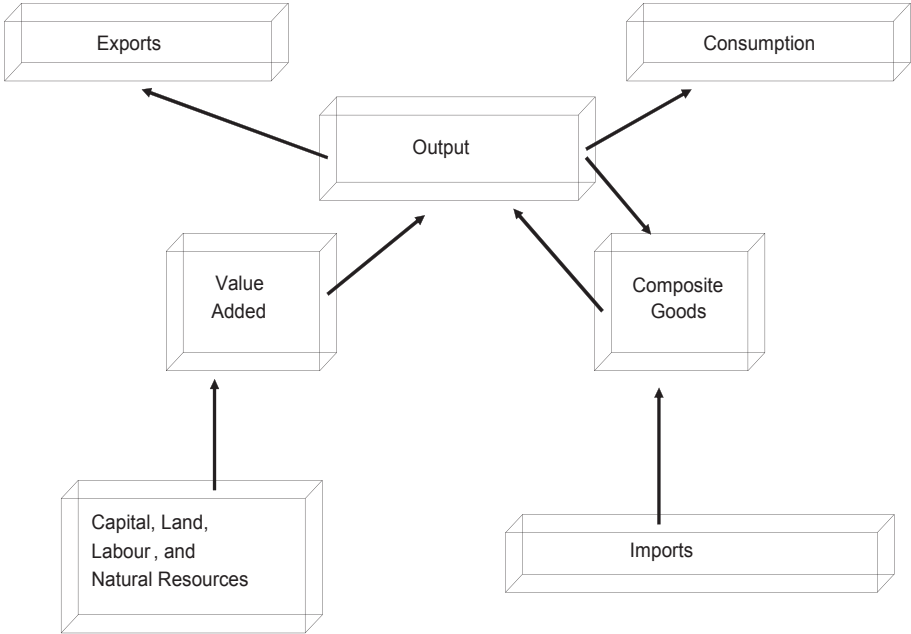 Exports
Consumption
Output
Value
Added
Composite
Goods
Capital, Land,
Labour , and
Natural Resources
Imports